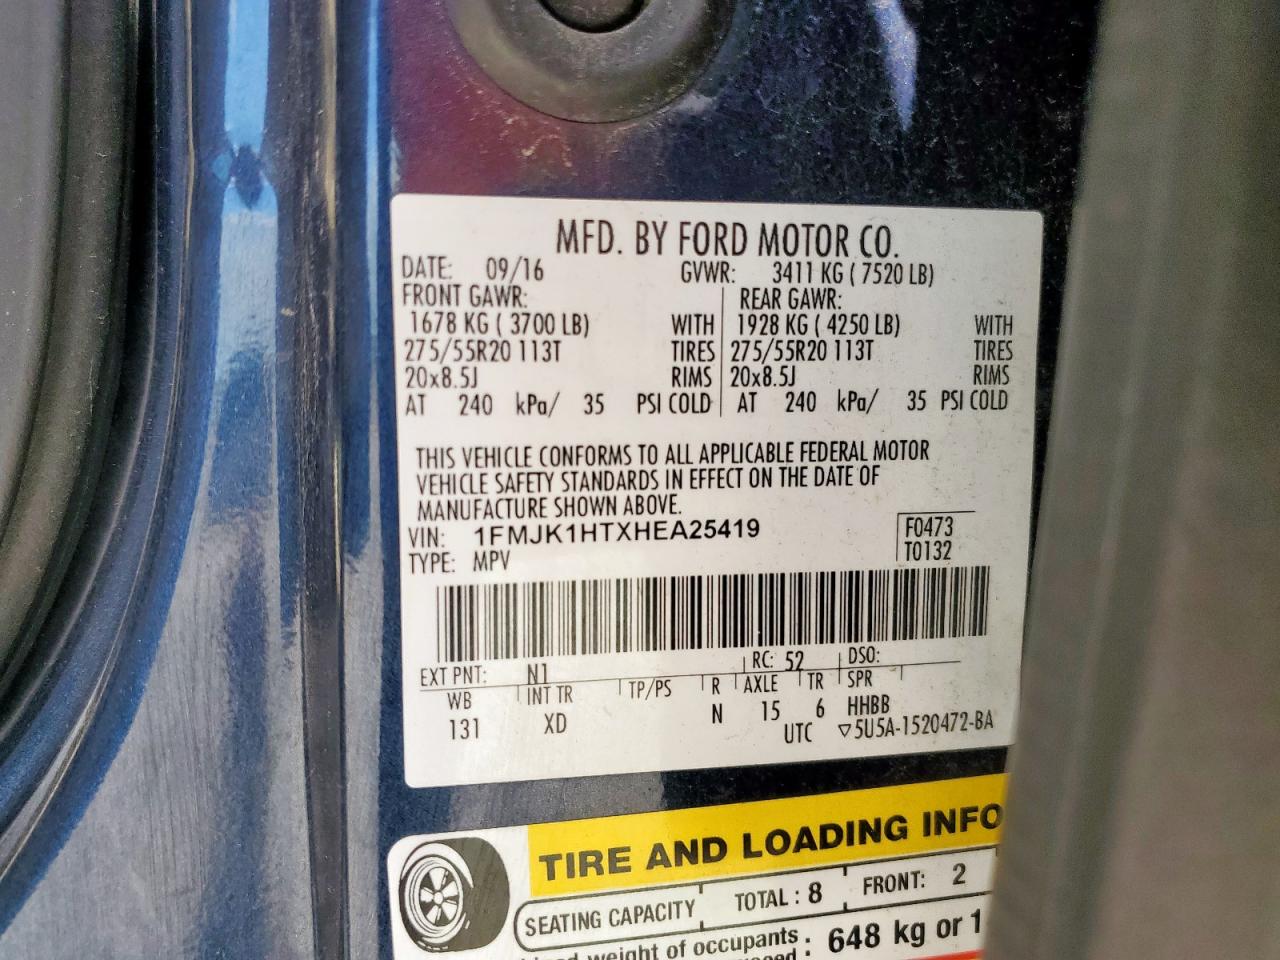 MFD. BY FORD MOTOR CO.
DATE: 09/16 GVWR: 3411 KG ( 7520 LB)
FRONT GAWR: REAR GAWR:
1678 KG ( 3700 LB) WITH 1928 KG ( 4250 LB) WITH
275/55R20 113T TIRES 275/55R20 113T TIRES
20x8.5J RIMS 20x8.5J RIMS
AT 240 kPa/ 35 PSI COLD AT 240 kPa/ 35 PSI COLD
THIS VEHICLE CONFORMS TO ALL APPLICABLE FEDERAL MOTOR
VEHICLE SAFETY STANDARDS IN EFFECT ON THE DATE OF
MANUFACTURE SHOWN ABOVE.
VIN: 1FMJK1HTXHEA25419 F0473
TYPE: MPV T0132
EXT PNT: N1 RC: 52 DSO:
WB INT TR TP/PS R AXLE TR SPR
131 XD N 15 6 HHBB
UTC ▽5U5A-1520472-BA
TIRE AND LOADING INFO
SEATING CAPACITY TOTAL : 8 FRONT: 2
weight of occupants : 648 kg or 1